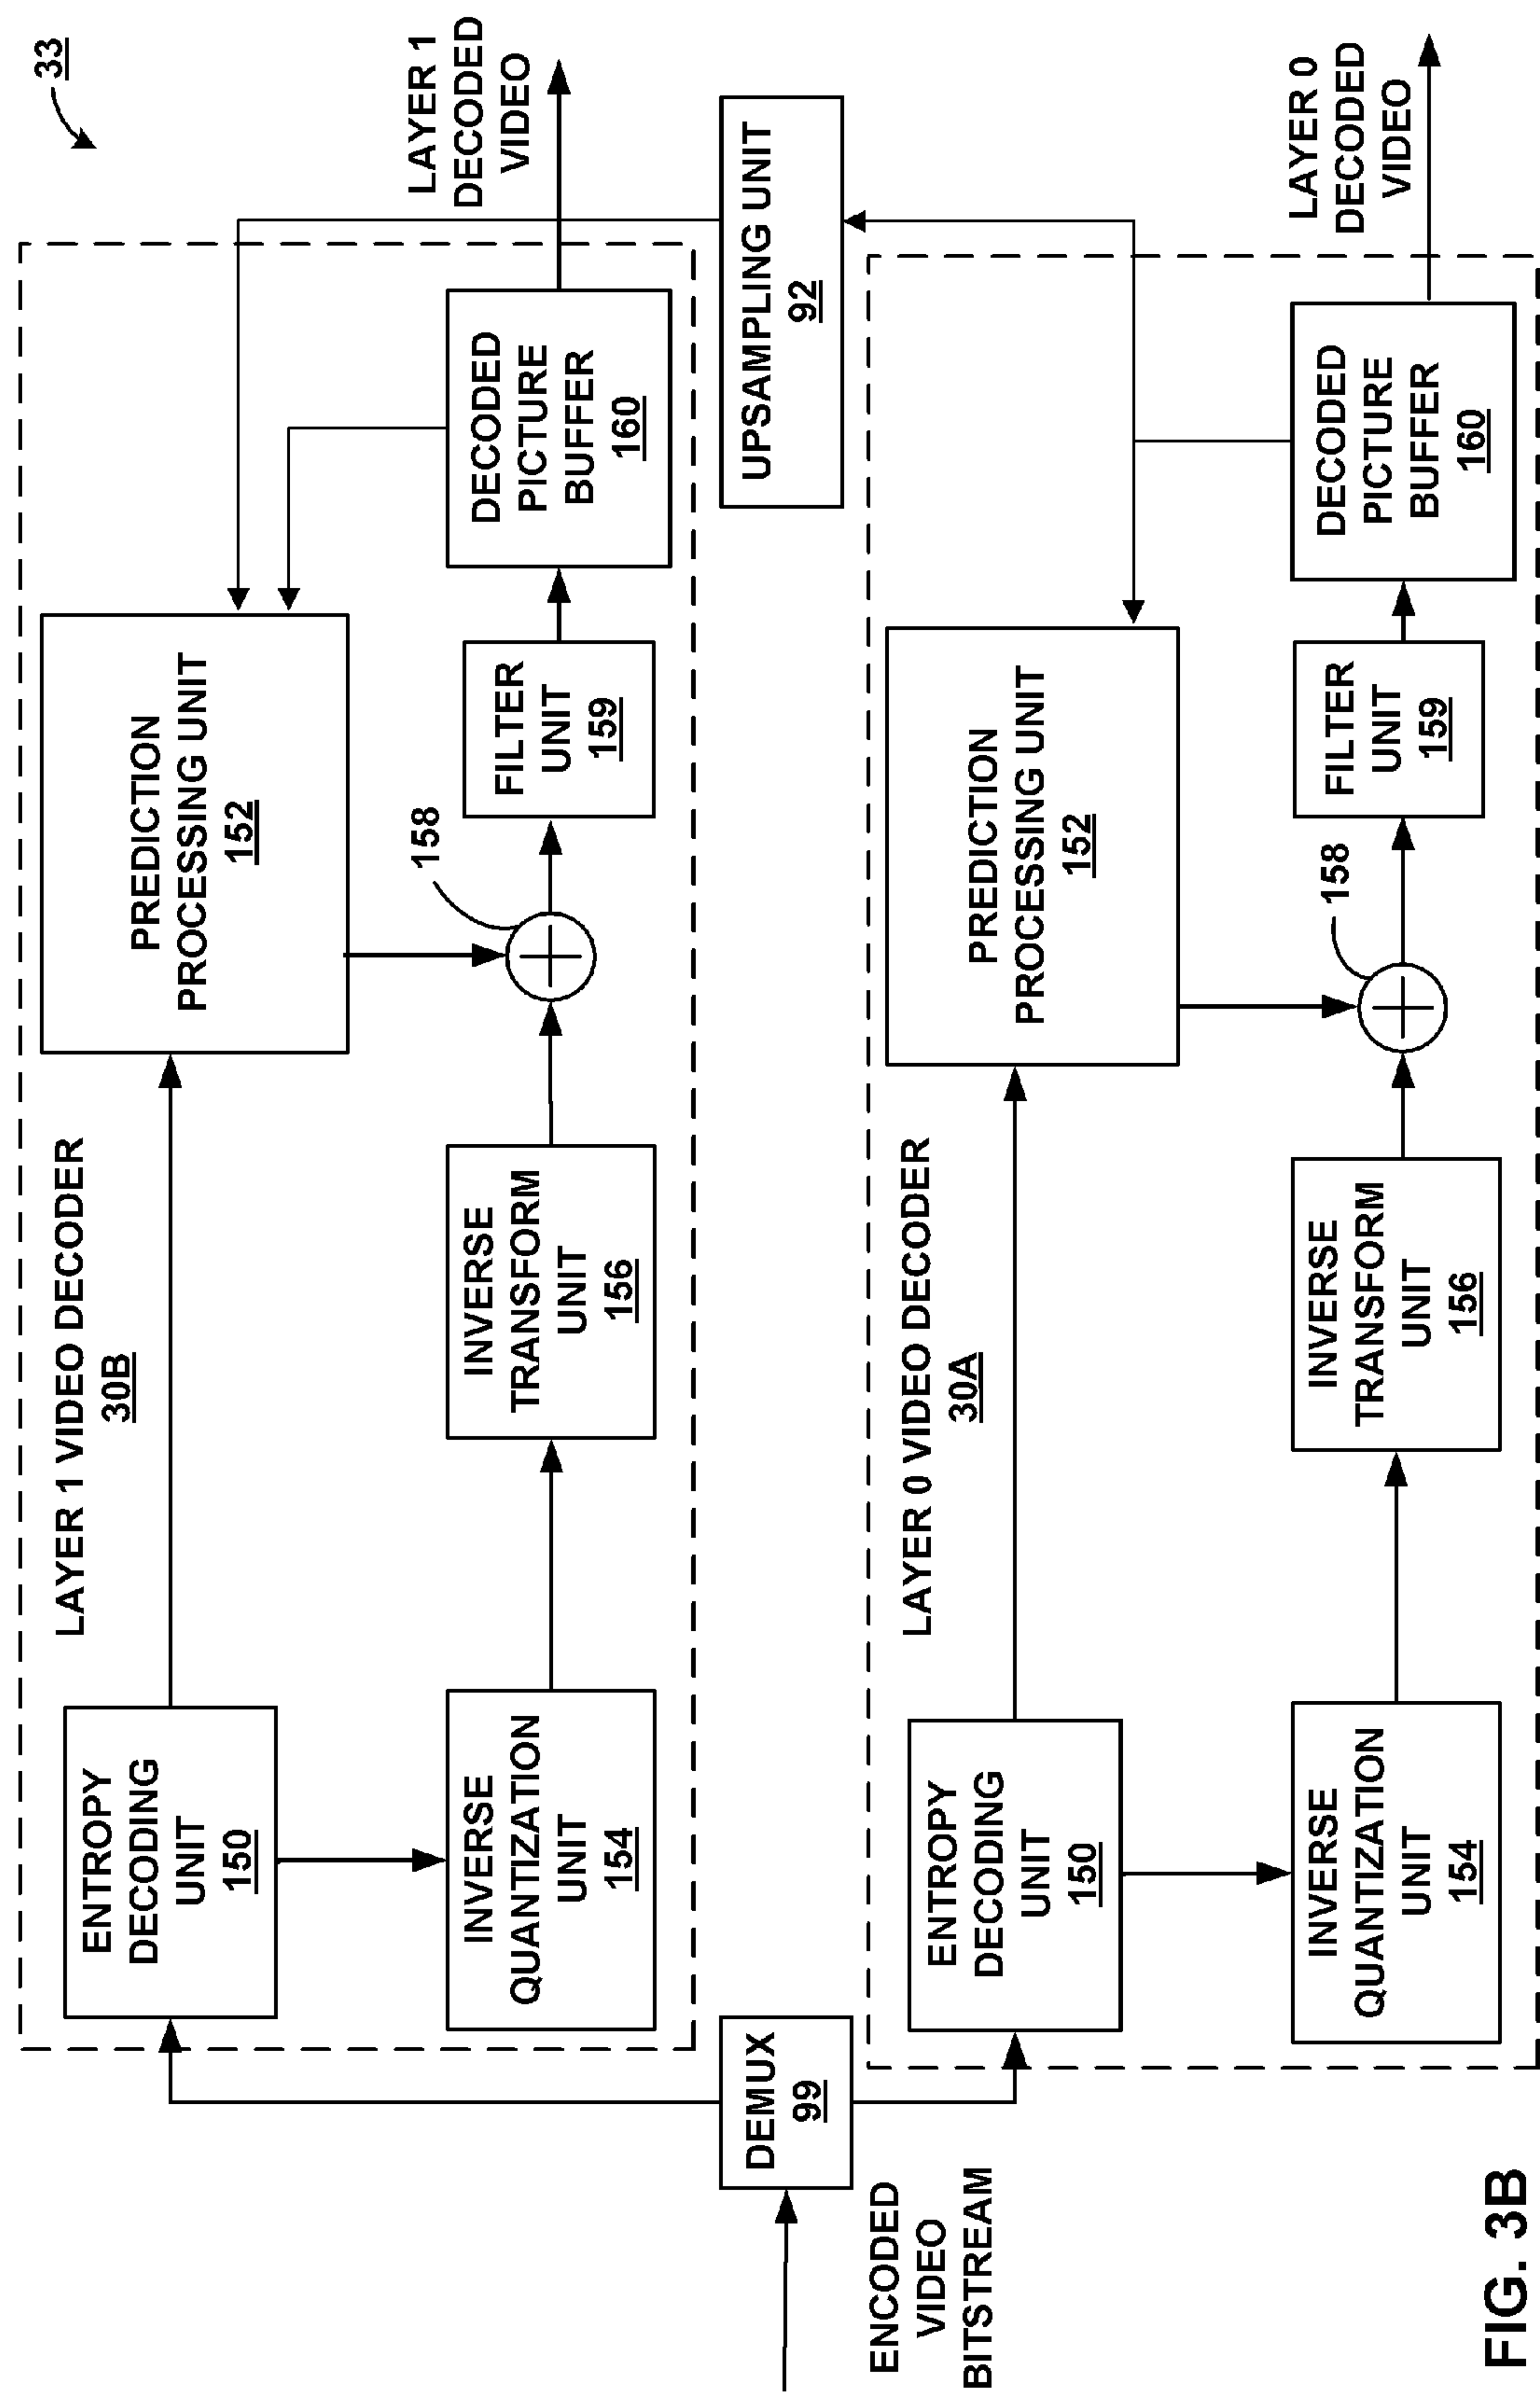 33
LAYER 1 VIDEO DECODER
30B
ENTROPY
DECODING
UNIT
150
PREDICTION
PROCESSING UNIT
152
INVERSE
QUANTIZATION
UNIT
154
INVERSE
TRANSFORM
UNIT
156
158
FILTER
UNIT
159
DECODED
PICTURE
BUFFER
160
LAYER 1
DECODED
VIDEO
ENCODED
VIDEO
BITSTREAM
DEMUX
99
UPSAMPLING UNIT
92
LAYER 0 VIDEO DECODER
30A
ENTROPY
DECODING
UNIT
150
PREDICTION
PROCESSING UNIT
152
INVERSE
QUANTIZATION
UNIT
154
INVERSE
TRANSFORM
UNIT
156
158
FILTER
UNIT
159
DECODED
PICTURE
BUFFER
160
LAYER 0
DECODED
VIDEO
FIG. 3B